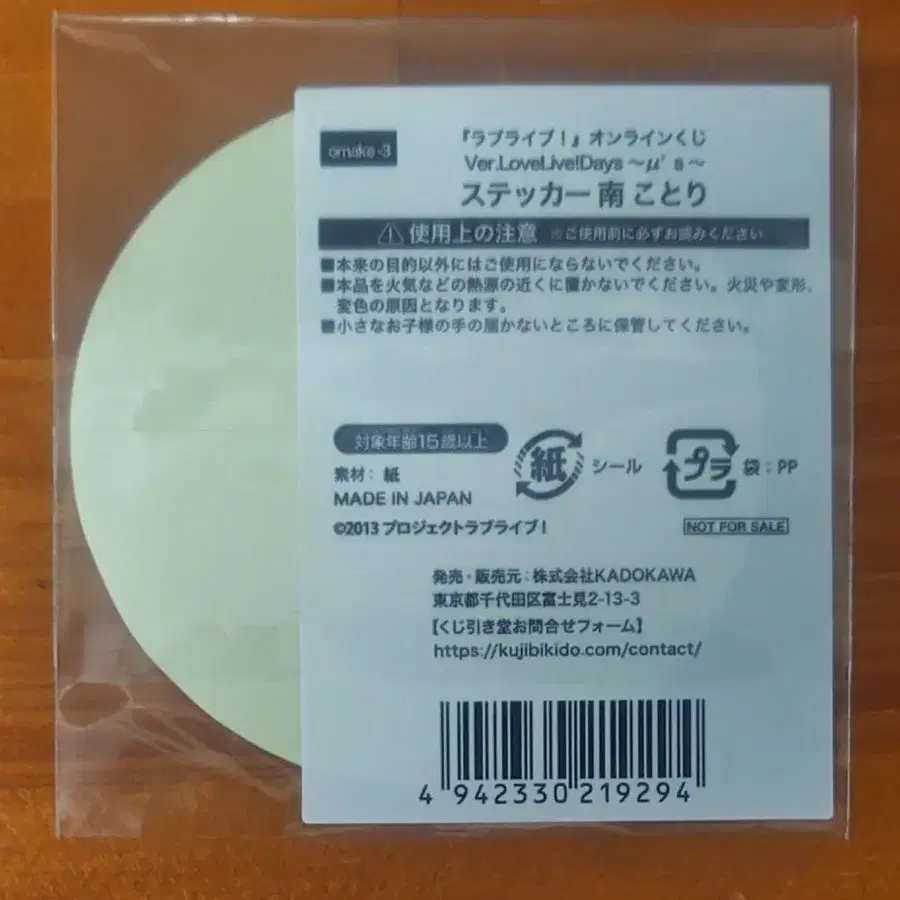 omake-3
『ラブライブ！』オンラインくじ
Ver.LoveLive!Days ～μ's～
ステッカー 南 ことり
使用上の注意 ※ご使用前に必ずお読みください
■本来の目的以外にはご使用にならないでください。
■本品を火気などの熱源の近くに置かないでください。火災や変形、
変色の原因となります。
■小さなお子様の手の届かないところに保管してください。
対象年齢15歳以上
素材：紙
MADE IN JAPAN
紙 シール
プラ 袋：PP
©2013 プロジェクトラブライブ！
NOT FOR SALE
発売・販売元：株式会社KADOKAWA
東京都千代田区富士見2-13-3
【くじ引き堂お問合せフォーム】
https://kujibikido.com/contact/
4 942330 219294